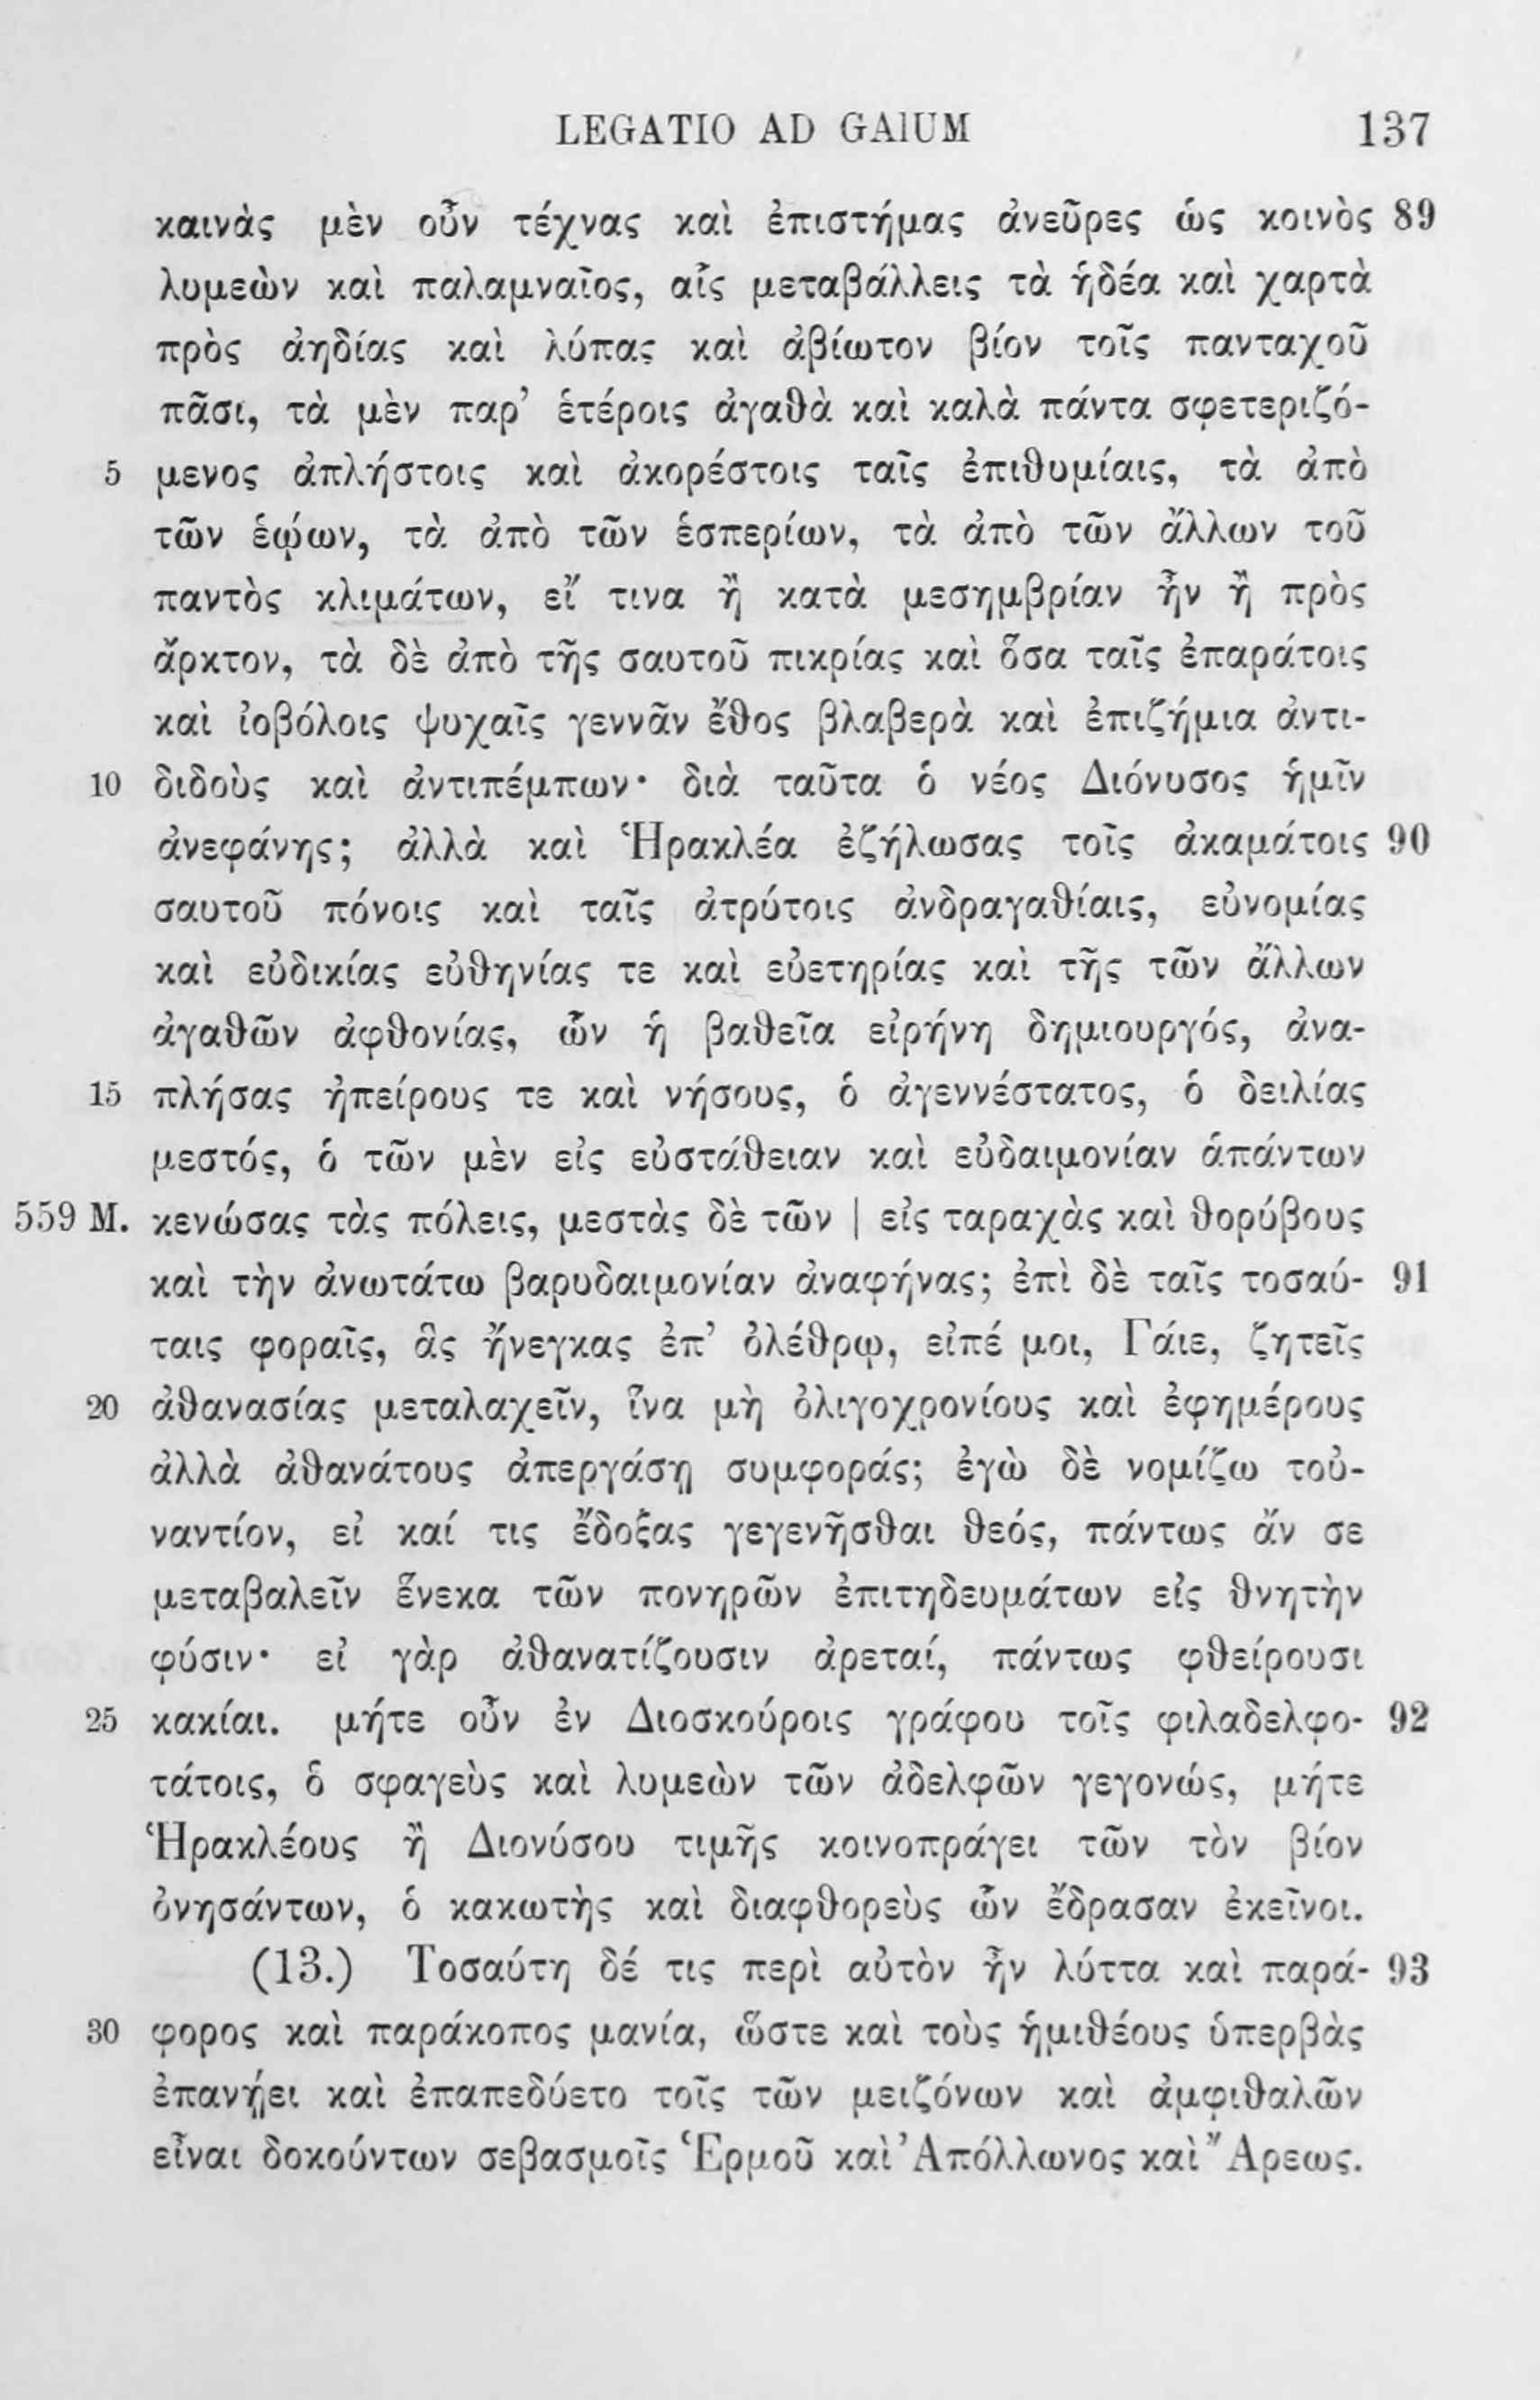 LEGATIO AD GAIUM 137
καινὰς μὲν οὖν τέχνας καὶ ἐπιστήμας ἀνεῦρες ὡς κοινὸς 89
λυμεὼν καὶ παλαμναῖος, αἷς μεταβάλλεις τὰ ἡδέα καὶ χαρτὰ
πρὸς ἀηδίας καὶ λύπας καὶ ἀβίωτον βίον τοῖς πανταχοῦ
πᾶσι, τὰ μὲν παρ’ ἑτέροις ἀγαθὰ καὶ καλὰ πάντα σφετεριζό-
5 μενος ἀπλήστοις καὶ ἀκορέστοις ταῖς ἐπιθυμίαις, τὰ ἀπὸ
τῶν ἑῴων, τὰ ἀπὸ τῶν ἑσπερίων, τὰ ἀπὸ τῶν ἄλλων τοῦ
παντὸς κλιμάτων, εἴ τινα ἢ κατὰ μεσημβρίαν ἦν ἢ πρὸς
ἄρκτον, τὰ δὲ ἀπὸ τῆς σαυτοῦ πικρίας καὶ ὅσα ταῖς ἐπαράτοις
καὶ ἰοβόλοις ψυχαῖς γεννᾶν ἔθος βλαβερὰ καὶ ἐπιζήμια ἀντι-
10 διδοὺς καὶ ἀντιπέμπων· διὰ ταῦτα ὁ νέος Διόνυσος ἡμῖν
ἀνεφάνης; ἀλλὰ καὶ Ἡρακλέα ἐζήλωσας τοῖς ἀκαμάτοις 90
σαυτοῦ πόνοις καὶ ταῖς ἀτρύτοις ἀνδραγαθίαις, εὐνομίας
καὶ εὐδικίας εὐθηνίας τε καὶ εὐετηρίας καὶ τῆς τῶν ἄλλων
ἀγαθῶν ἀφθονίας, ὧν ἡ βαθεῖα εἰρήνη δημιουργός, ἀνα-
15 πλήσας ἠπείρους τε καὶ νήσους, ὁ ἀγεννέστατος, ὁ δειλίας
μεστός, ὁ τῶν μὲν εἰς εὐστάθειαν καὶ εὐδαιμονίαν ἁπάντων
559 M. κενώσας τὰς πόλεις, μεστὰς δὲ τῶν | εἰς ταραχὰς καὶ θορύβους
καὶ τὴν ἀνωτάτω βαρυδαιμονίαν ἀναφήνας; ἐπὶ δὲ ταῖς τοσαύ- 91
ταις φοραῖς, ἃς ἤνεγκας ἐπ’ ὀλέθρῳ, εἰπέ μοι, Γάιε, ζητεῖς
20 ἀθανασίας μεταλαχεῖν, ἵνα μὴ ὀλιγοχρονίους καὶ ἐφημέρους
ἀλλὰ ἀθανάτους ἀπεργάσῃ συμφοράς; ἐγὼ δὲ νομίζω τοὐ-
ναντίον, εἰ καί τις ἔδοξας γεγενῆσθαι θεός, πάντως ἄν σε
μεταβαλεῖν ἕνεκα τῶν πονηρῶν ἐπιτηδευμάτων εἰς θνητὴν
φύσιν· εἰ γὰρ ἀθανατίζουσιν ἀρεταί, πάντως φθείρουσι
25 κακίαι. μήτε οὖν ἐν Διοσκούροις γράφου τοῖς φιλαδελφο- 92
τάτοις, ὁ σφαγεὺς καὶ λυμεὼν τῶν ἀδελφῶν γεγονώς, μήτε
Ἡρακλέους ἢ Διονύσου τιμῆς κοινοπράγει τῶν τὸν βίον
ὀνησάντων, ὁ κακωτὴς καὶ διαφθορεὺς ὧν ἔδρασαν ἐκεῖνοι.
(13.) Τοσαύτη δέ τις περὶ αὐτὸν ἦν λύττα καὶ παρά- 93
30 φορος καὶ παράκοπος μανία, ὥστε καὶ τοὺς ἡμιθέους ὑπερβὰς
ἐπανῄει καὶ ἐπαπεδύετο τοῖς τῶν μειζόνων καὶ ἀμφιθαλῶν
εἶναι δοκούντων σεβασμοῖς Ἑρμοῦ καὶ Ἀπόλλωνος καὶ Ἄρεως.